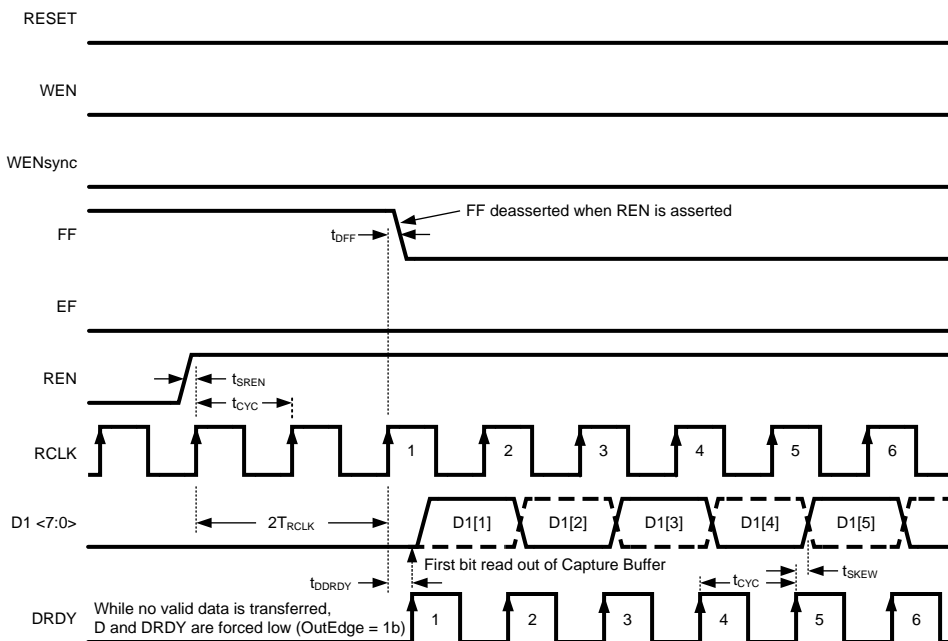 RESET
WEN
WENsync
FF
FF deasserted when REN is asserted
tDFF
EF
REN
tSREN
tCYC
RCLK
1 2 3 4 5 6
D1 <7:0>
2TRCLK
D1[1] D1[2] D1[3] D1[4] D1[5]
First bit read out of Capture Buffer
tDDRDY
tCYC
tSKEW
DRDY
While no valid data is transferred,
D and DRDY are forced low (OutEdge = 1b)
1 2 3 4 5 6